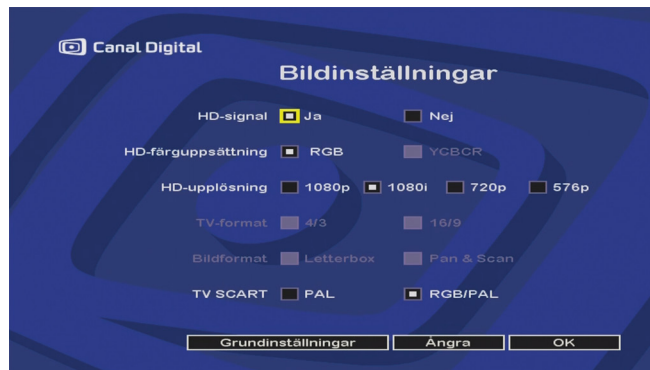 Canal Digital
Bildinställningar
HD-signal Ja Nej
HD-färguppsättning RGB YCBCR
HD-upplösning 1080p 1080i 720p 576p
TV-format 4/3 16/9
Bildformat Letterbox Pan & Scan
TV SCART PAL RGB/PAL
Grundinställningar Ångra OK